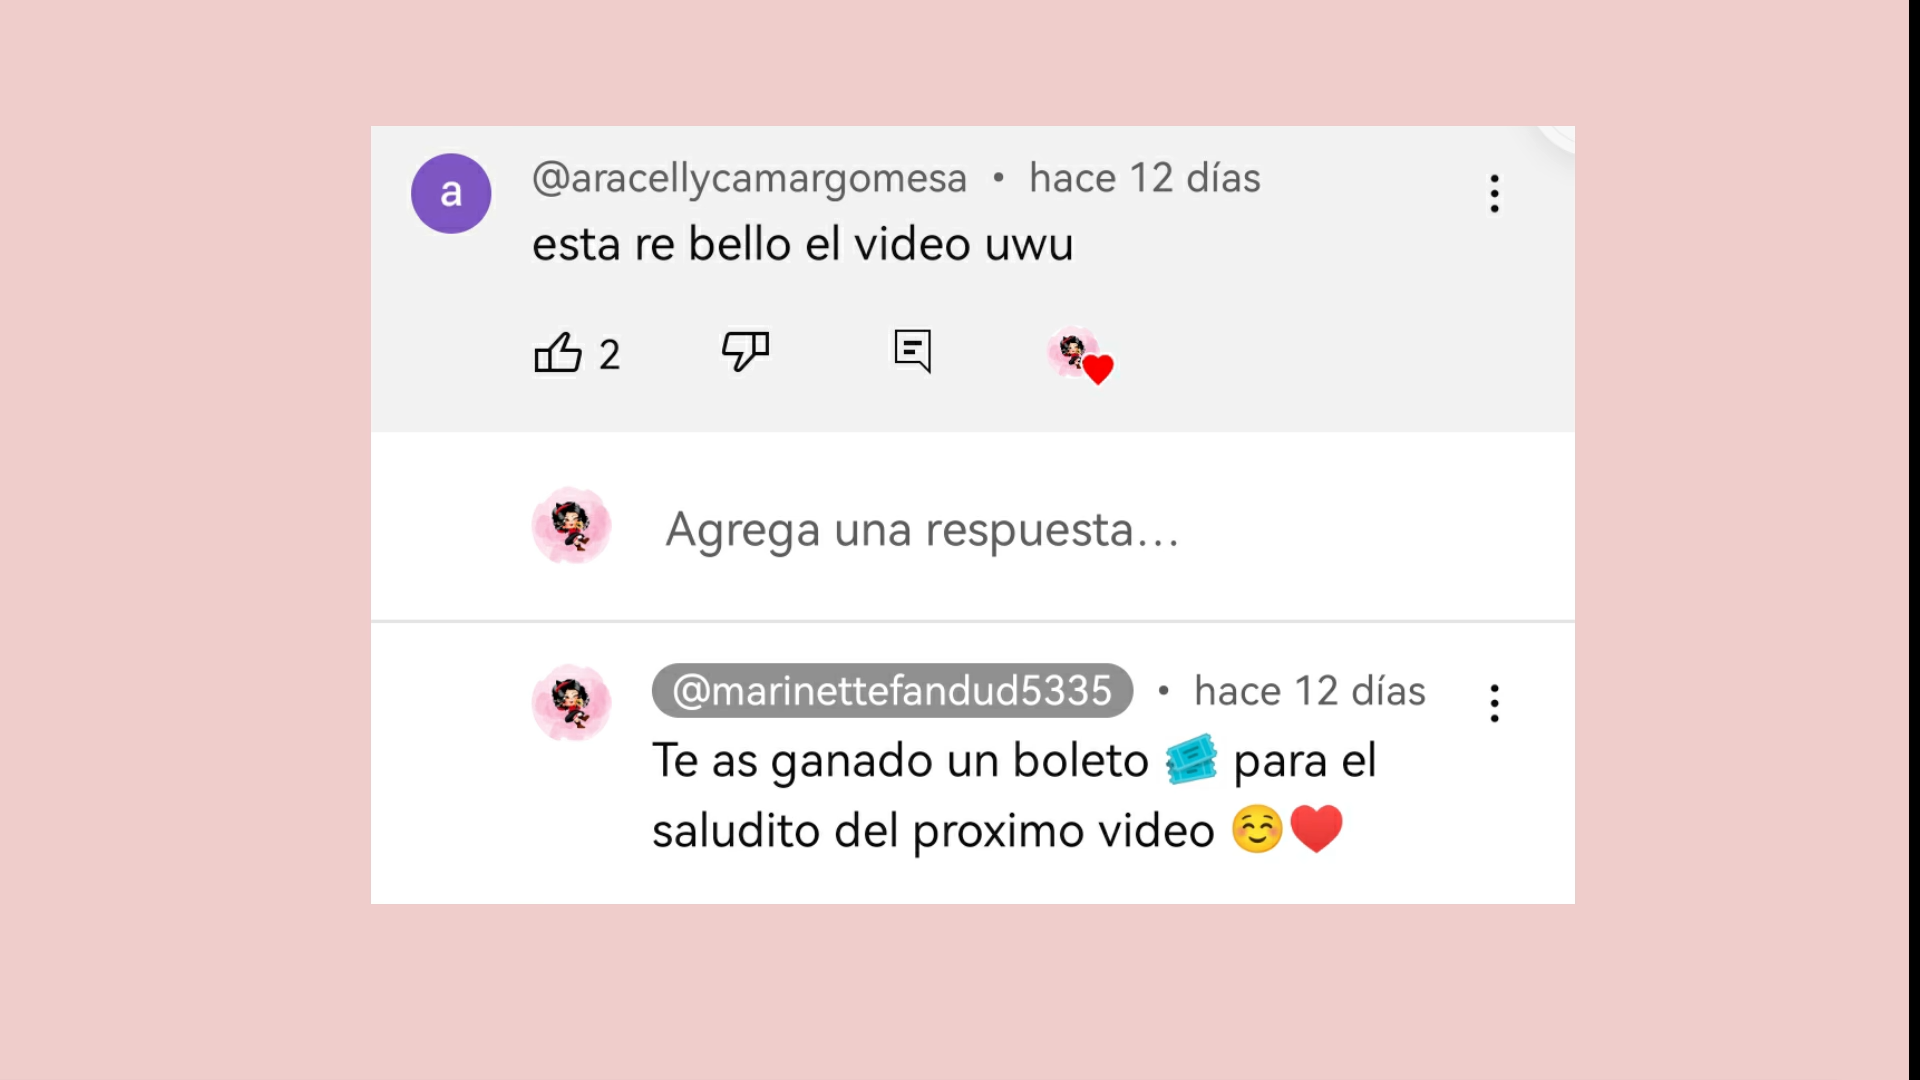 a
@aracellycamargomesa • hace 12 días
esta re bello el video uwu
2
Agrega una respuesta...
@marinettefandud5335 • hace 12 días
Te as ganado un boleto 🎟️ para el
saludito del proximo video ☺️♥️